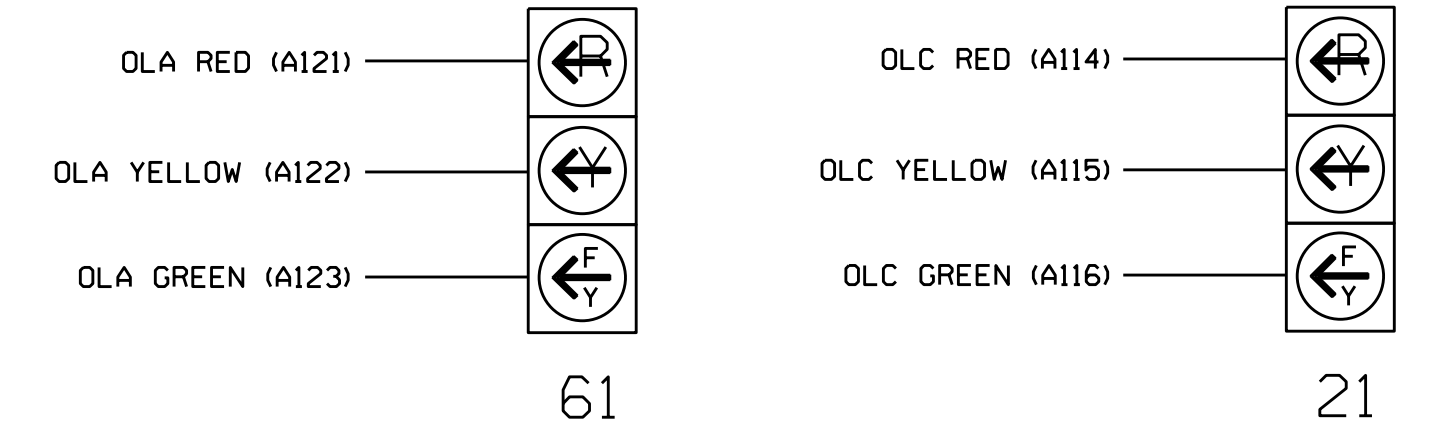 OLA RED (A121)
R
OLA YELLOW (A122)
Y
OLA GREEN (A123)
F
Y
61
OLC RED (A114)
R
OLC YELLOW (A115)
Y
OLC GREEN (A116)
F
Y
21